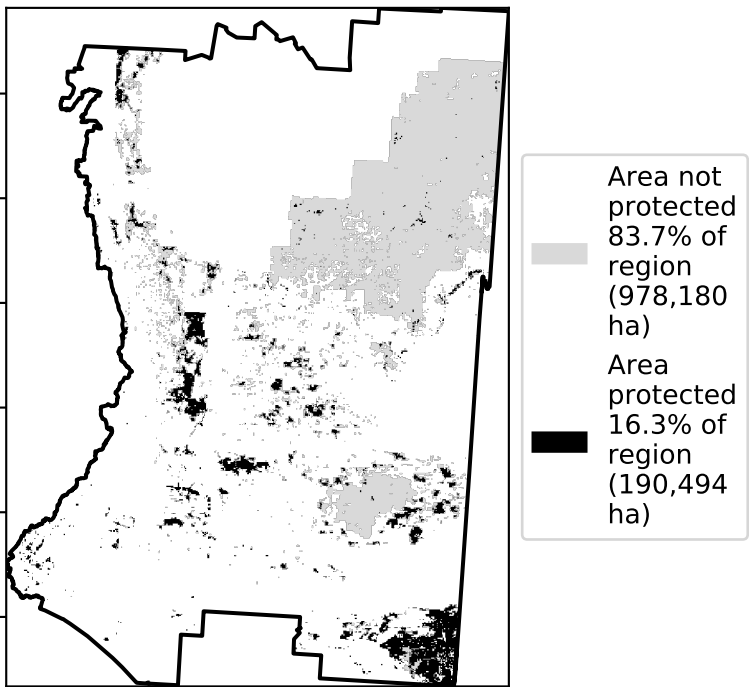 Area not
protected
83.7% of
region
(978,180
ha)
Area
protected
16.3% of
region
(190,494
ha)